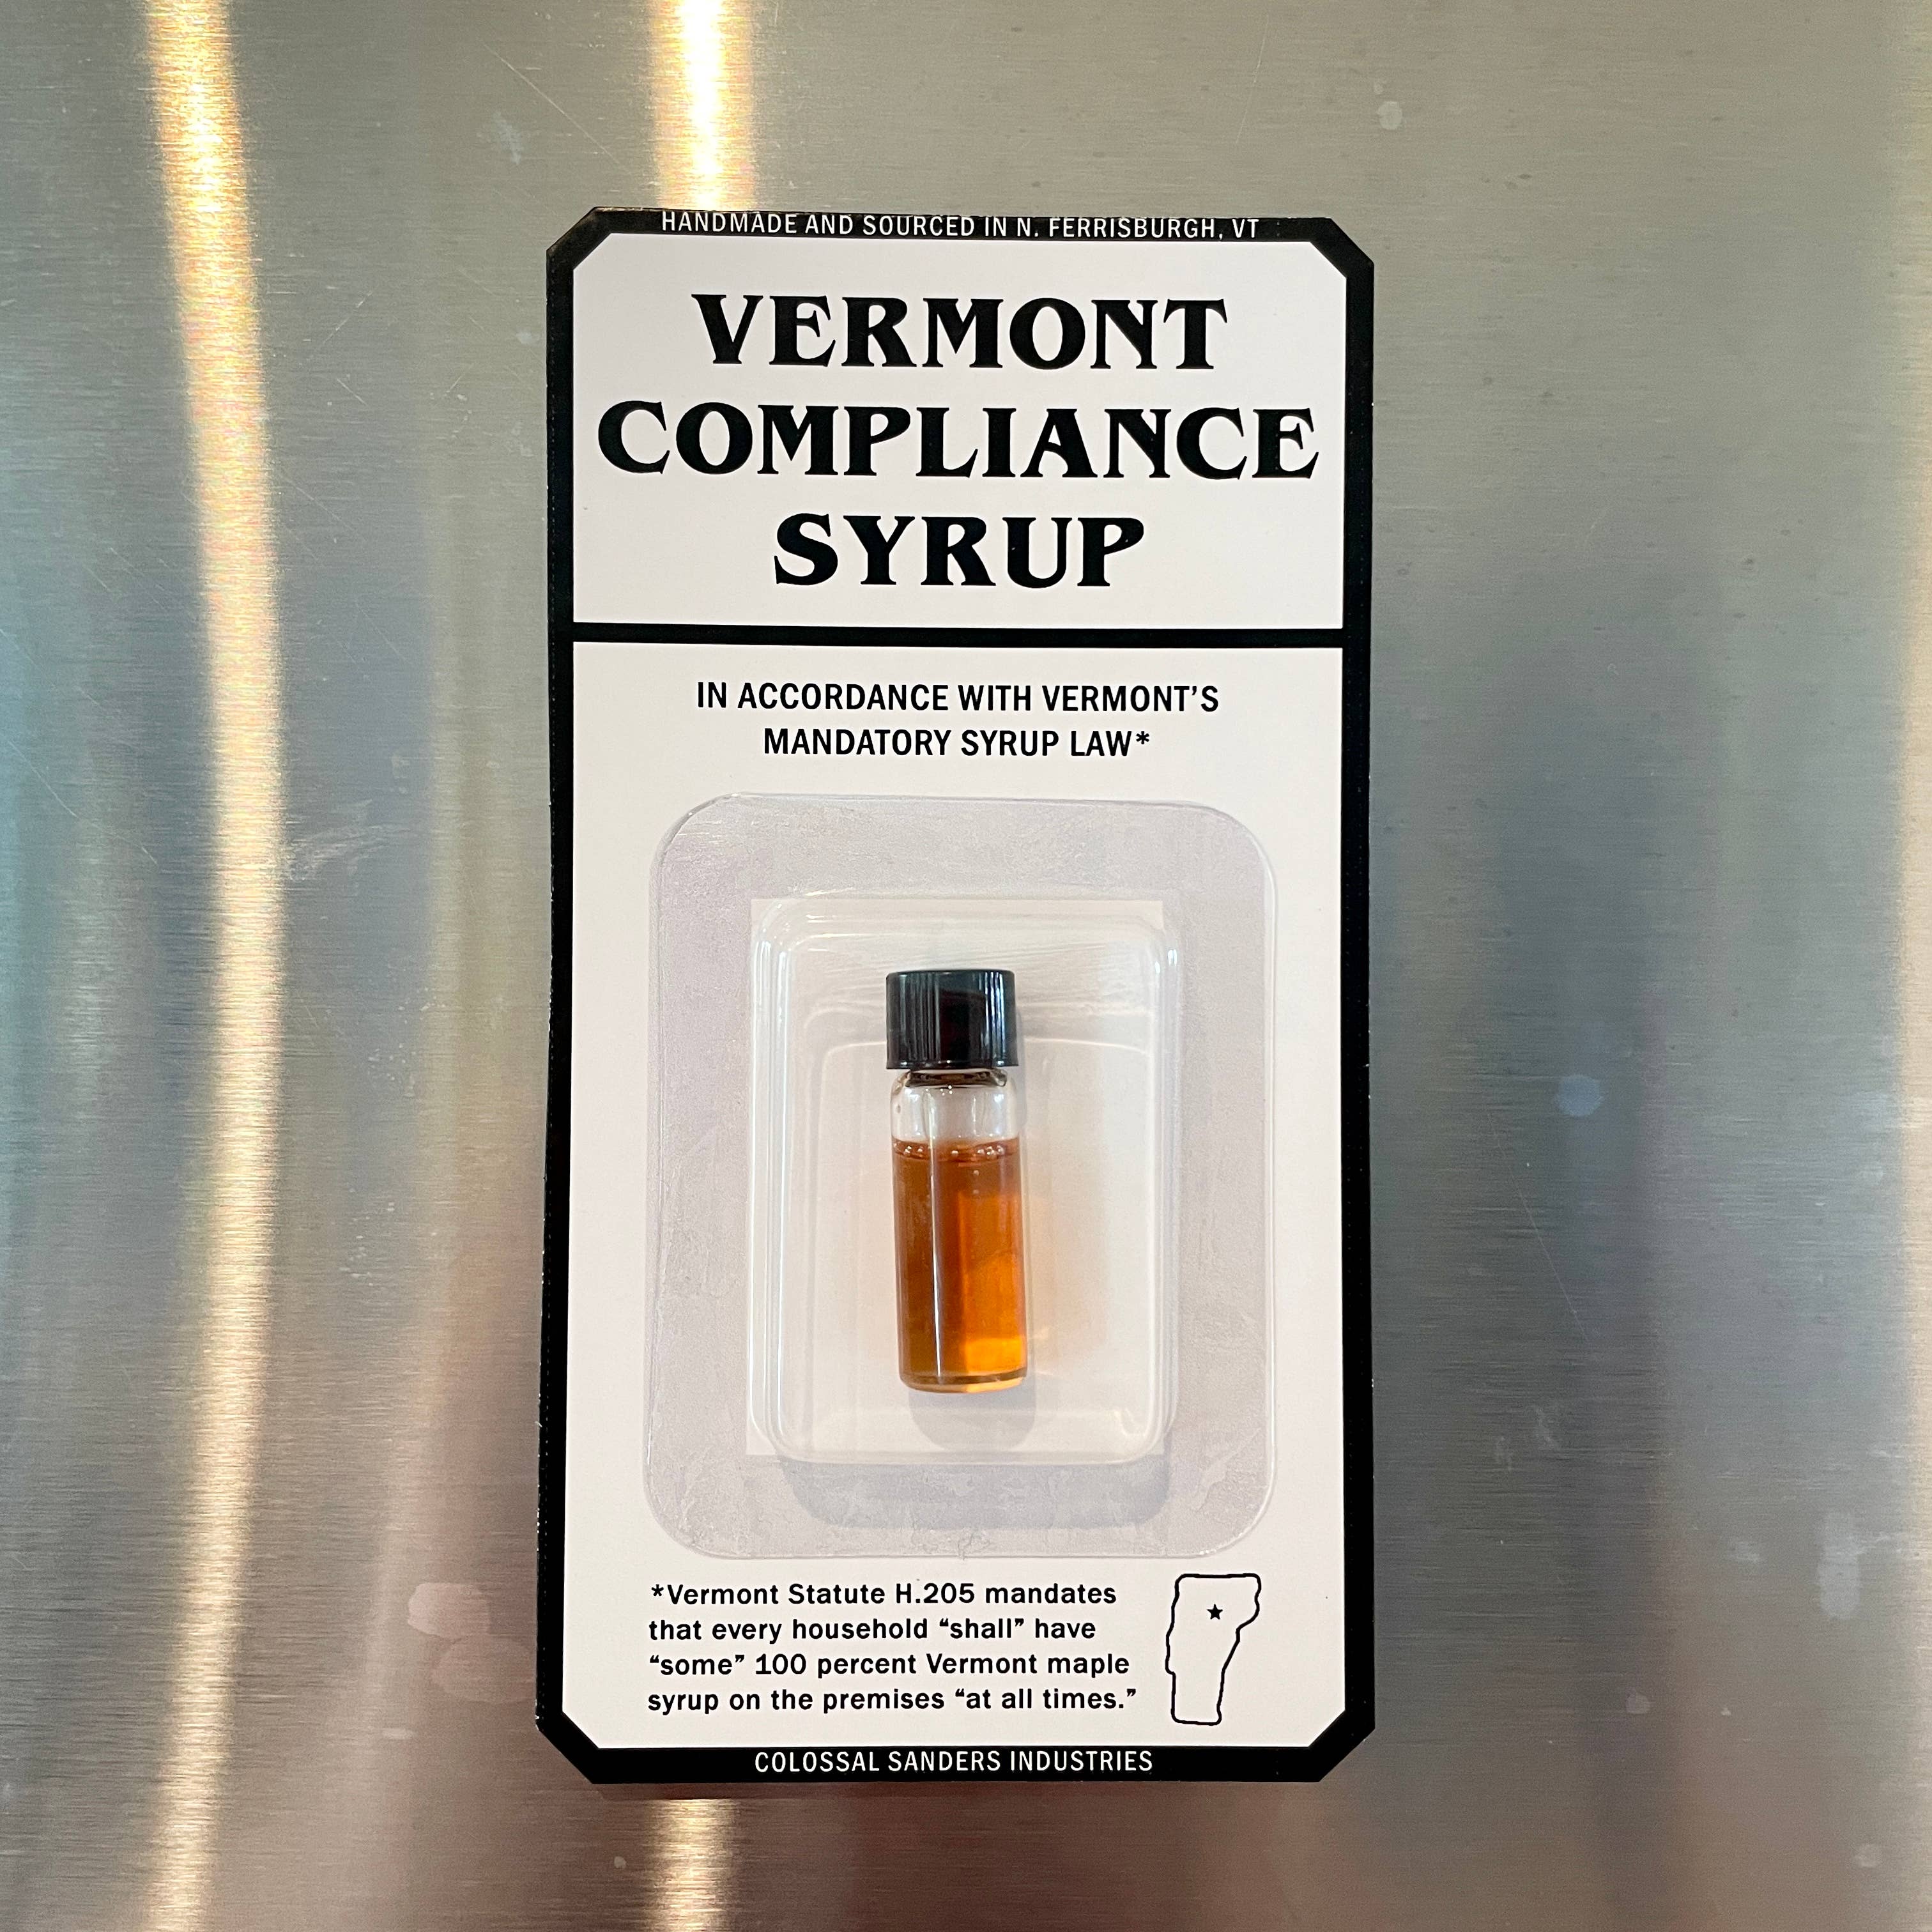 HANDMADE AND SOURCED IN N. FERRISBURGH, VT
VERMONT
COMPLIANCE
SYRUP
IN ACCORDANCE WITH VERMONT’S
MANDATORY SYRUP LAW*
*Vermont Statute H.205 mandates
that every household “shall” have
“some” 100 percent Vermont maple
syrup on the premises “at all times.”
COLOSSAL SANDERS INDUSTRIES